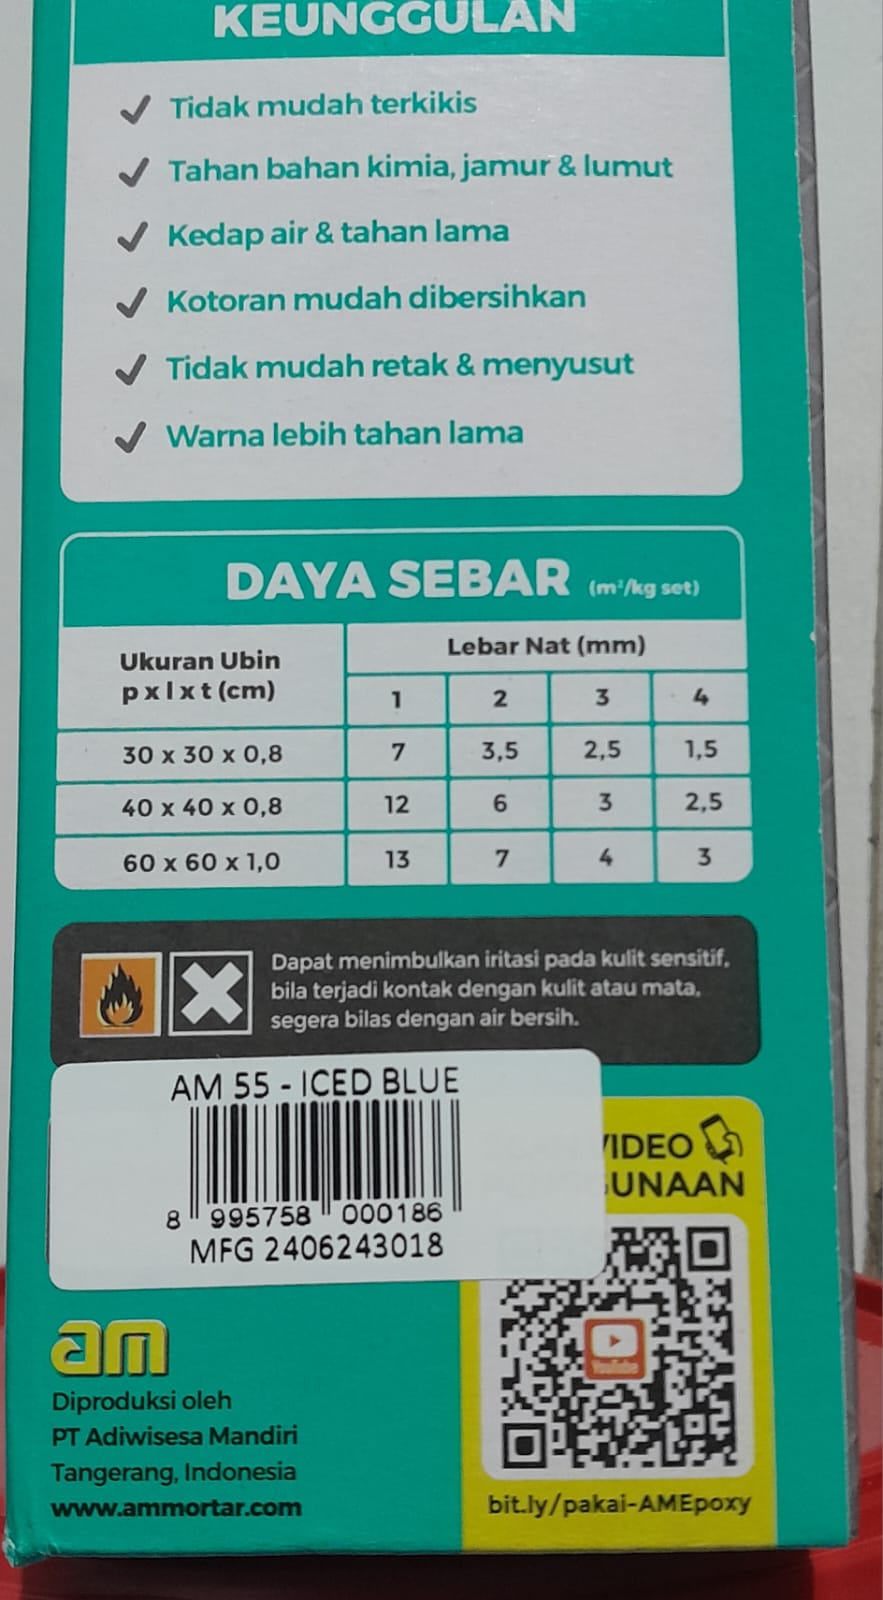 KEUNGGULAN
Tidak mudah terkikis
Tahan bahan kimia, jamur & lumut
Kedap air & tahan lama
Kotoran mudah dibersihkan
Tidak mudah retak & menyusut
Warna lebih tahan lama
DAYA SEBAR (m²/kg set)
Ukuran Ubin
p x l x t (cm)
Lebar Nat (mm)
1 2 3 4
30 x 30 x 0,8 7 3,5 2,5 1,5
40 x 40 x 0,8 12 6 3 2,5
60 x 60 x 1,0 13 7 4 3
Dapat menimbulkan iritasi pada kulit sensitif,
bila terjadi kontak dengan kulit atau mata,
segera bilas dengan air bersih.
AM 55 - ICED BLUE
8 995758 000186
MFG 2406243018
VIDEO
UNAAN
YouTube
bit.ly/pakai-AMEpoxy
am
Diproduksi oleh
PT Adiwisesa Mandiri
Tangerang, Indonesia
www.ammortar.com